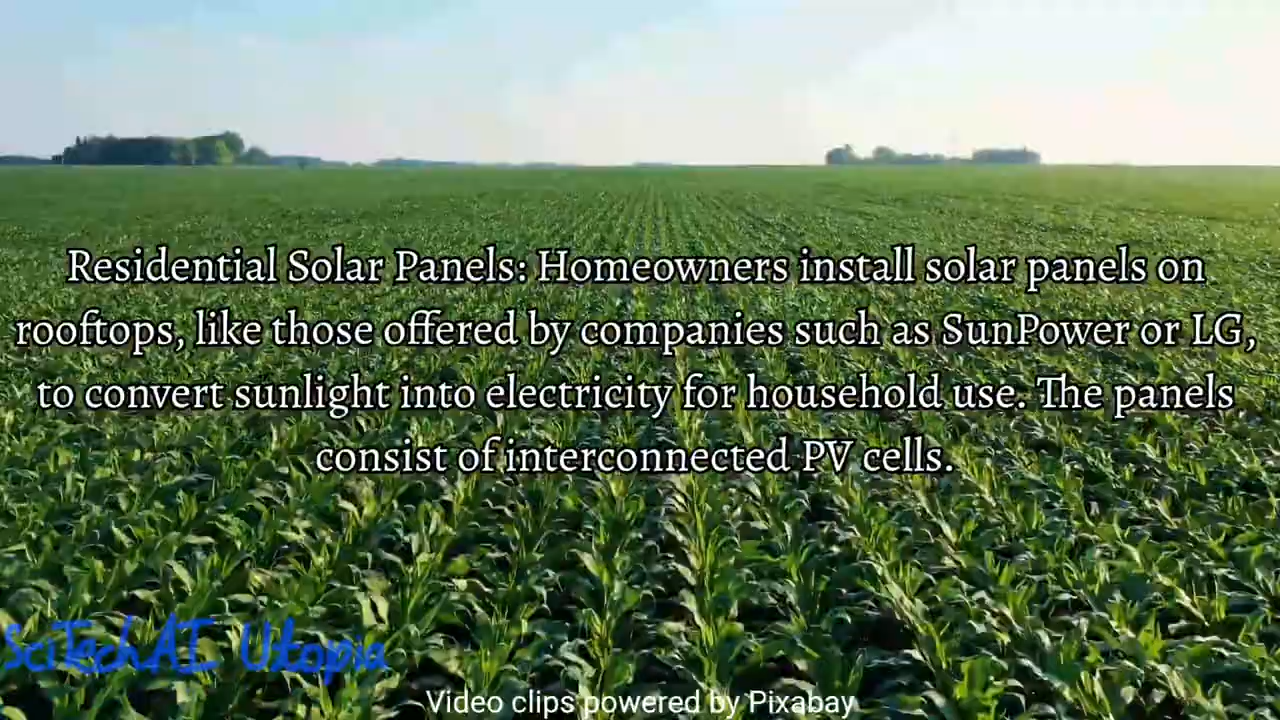 Residential Solar Panels: Homeowners install solar panels on
rooftops, like those offered by companies such as SunPower or LG,
to convert sunlight into electricity for household use. The panels
consist of interconnected PV cells.
SciTechAI Utopia
Video clips powered by Pixabay